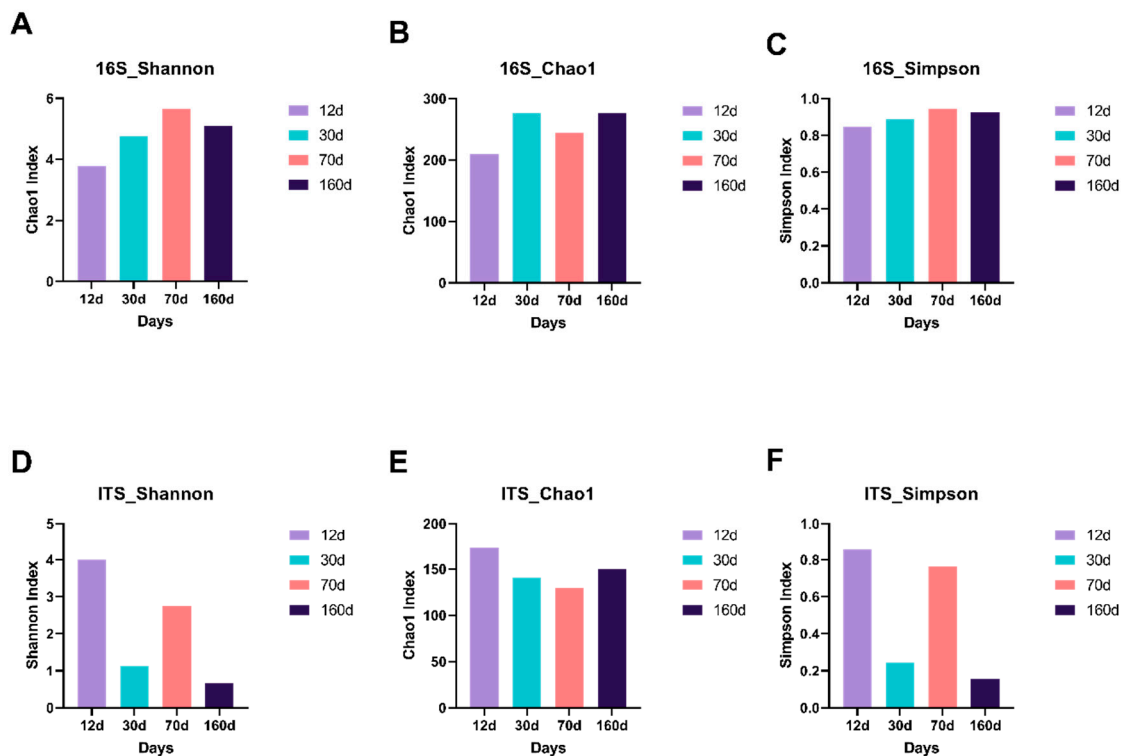 A
16S_Shannon
Chao1 Index
6
4
2
0
12d
30d
70d
160d
Days
12d
30d
70d
160d
B
16S_Chao1
Chao1 Index
300
200
100
0
12d
30d
70d
160d
Days
12d
30d
70d
160d
C
16S_Simpson
Simpson Index
1.0
0.8
0.6
0.4
0.2
0.0
12d
30d
70d
160d
Days
12d
30d
70d
160d
D
ITS_Shannon
Shannon Index
5
4
3
2
1
0
12d
30d
70d
160d
Days
12d
30d
70d
160d
E
ITS_Chao1
Chao1 Index
200
150
100
50
0
12d
30d
70d
160d
Days
12d
30d
70d
160d
F
ITS_Simpson
Simpson Index
1.0
0.8
0.6
0.4
0.2
0.0
12d
30d
70d
160d
Days
12d
30d
70d
160d